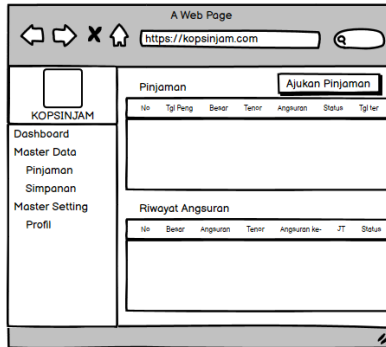 A Web Page
https://kopsinjam.com
KOPSINJAM
Dashboard
Master Data
Pinjaman
Simpanan
Master Setting
Profil
Pinjaman
Ajukan Pinjaman
No Tgl Peng Besar Tenor Angsuran Status Tgl ter
Riwayat Angsuran
No Besar Angsuran Tenor Angsuran ke- JT Status